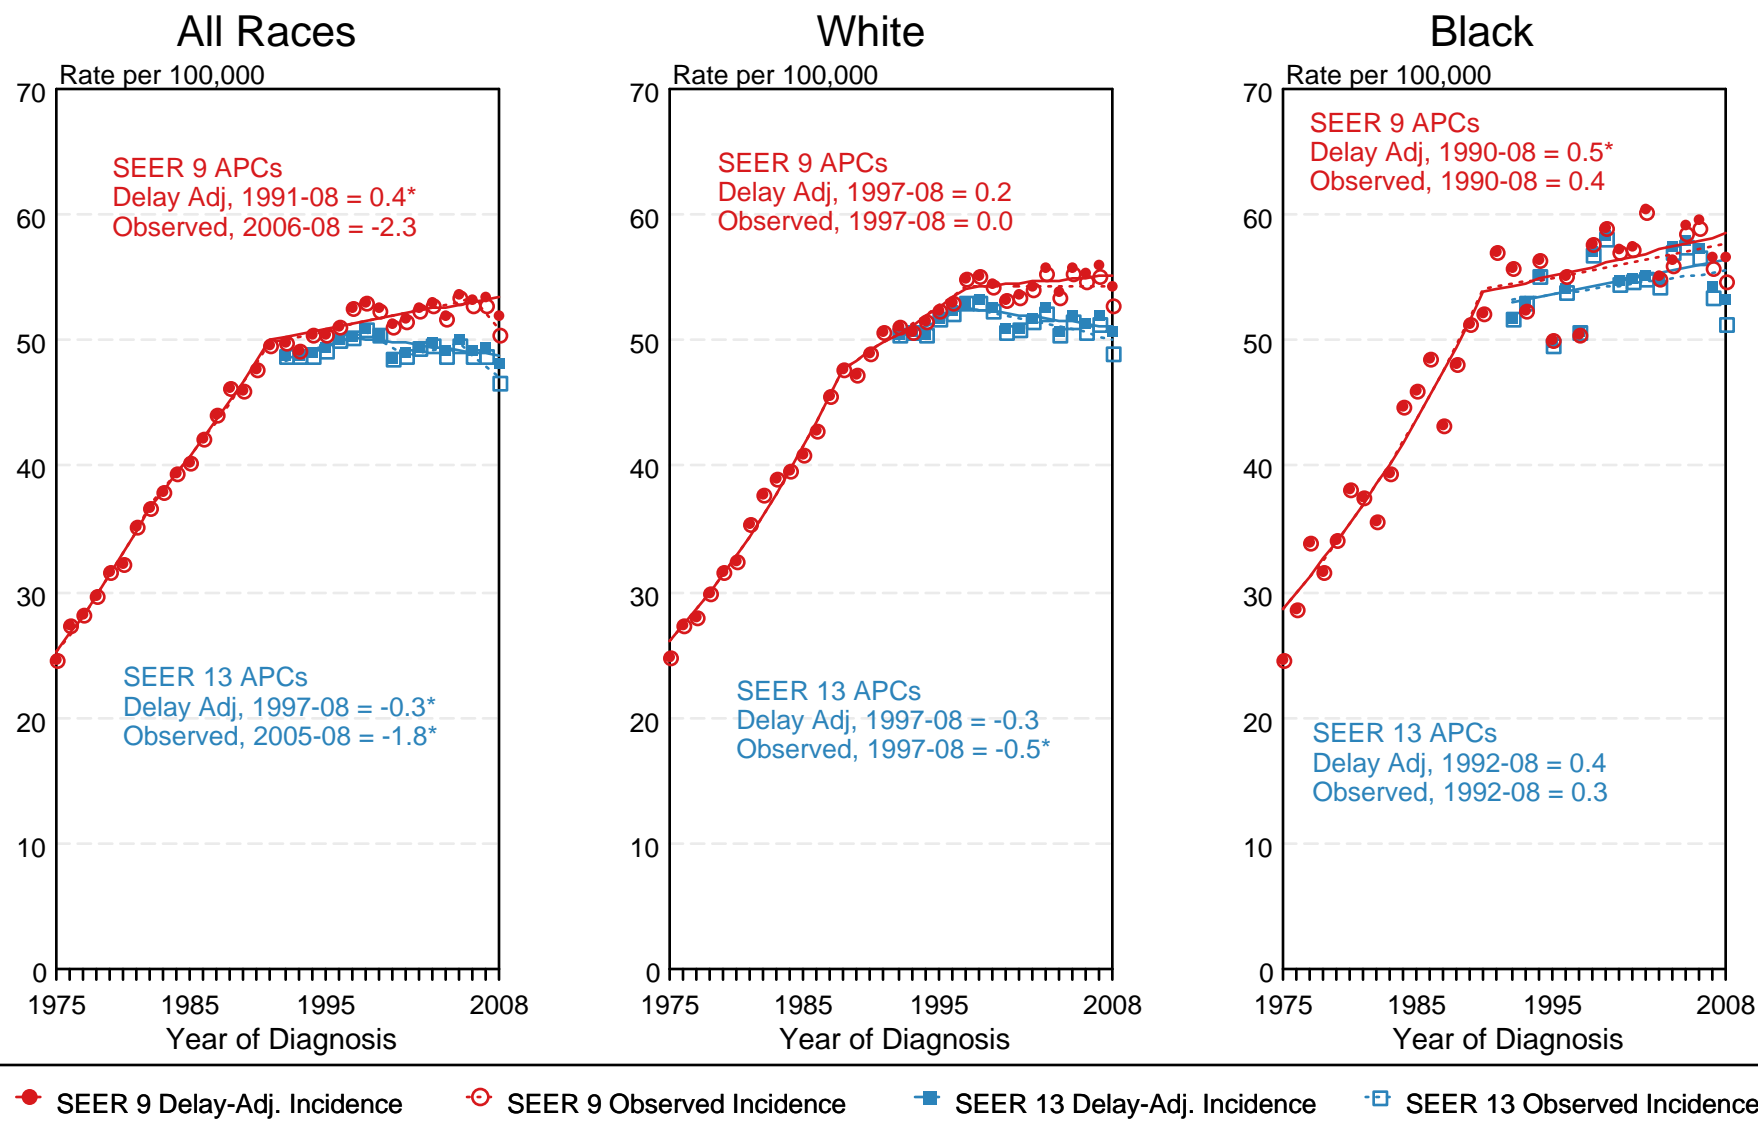 All Races
White
Black
Rate per 100,000
Rate per 100,000
Rate per 100,000
70
60
50
40
30
20
10
0
SEER 9 APCs
Delay Adj, 1991-08 = 0.4*
Observed, 2006-08 = -2.3
SEER 13 APCs
Delay Adj, 1997-08 = -0.3*
Observed, 2005-08 = -1.8*
1975
1985
1995
2008
Year of Diagnosis
70
60
50
40
30
20
10
0
SEER 9 APCs
Delay Adj, 1997-08 = 0.2
Observed, 1997-08 = 0.0
SEER 13 APCs
Delay Adj, 1997-08 = -0.3
Observed, 1997-08 = -0.5*
1975
1985
1995
2008
Year of Diagnosis
70
60
50
40
30
20
10
0
SEER 9 APCs
Delay Adj, 1990-08 = 0.5*
Observed, 1990-08 = 0.4
SEER 13 APCs
Delay Adj, 1992-08 = 0.4
Observed, 1992-08 = 0.3
1975
1985
1995
2008
Year of Diagnosis
SEER 9 Delay-Adj. Incidence
SEER 9 Observed Incidence
SEER 13 Delay-Adj. Incidence
SEER 13 Observed Incidence